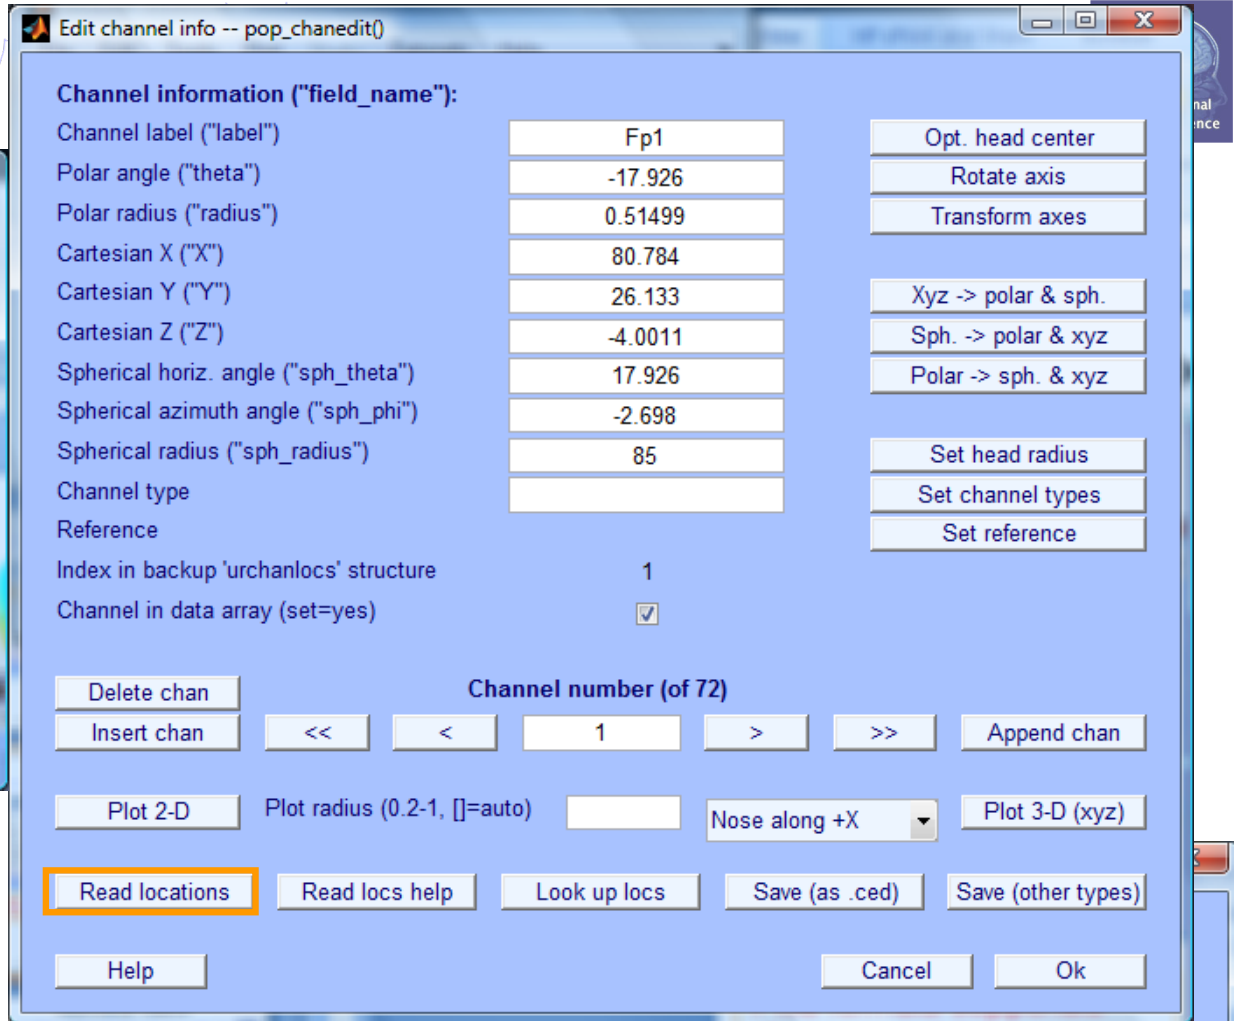 Edit channel info -- pop_chanedit()
Channel information ("field_name"):
Channel label ("label") Fp1 Opt. head center
Polar angle ("theta") -17.926 Rotate axis
Polar radius ("radius") 0.51499 Transform axes
Cartesian X ("X") 80.784
Cartesian Y ("Y") 26.133 Xyz -> polar & sph.
Cartesian Z ("Z") -4.0011 Sph. -> polar & xyz
Spherical horiz. angle ("sph_theta") 17.926 Polar -> sph. & xyz
Spherical azimuth angle ("sph_phi") -2.698
Spherical radius ("sph_radius") 85 Set head radius
Channel type Set channel types
Reference Set reference
Index in backup 'urchanlocs' structure 1
Channel in data array (set=yes)
Delete chan Channel number (of 72)
Insert chan << < 1 > >> Append chan
Plot 2-D Plot radius (0.2-1, []=auto) Nose along +X Plot 3-D (xyz)
Read locations Read locs help Look up locs Save (as .ced) Save (other types)
Help Cancel Ok